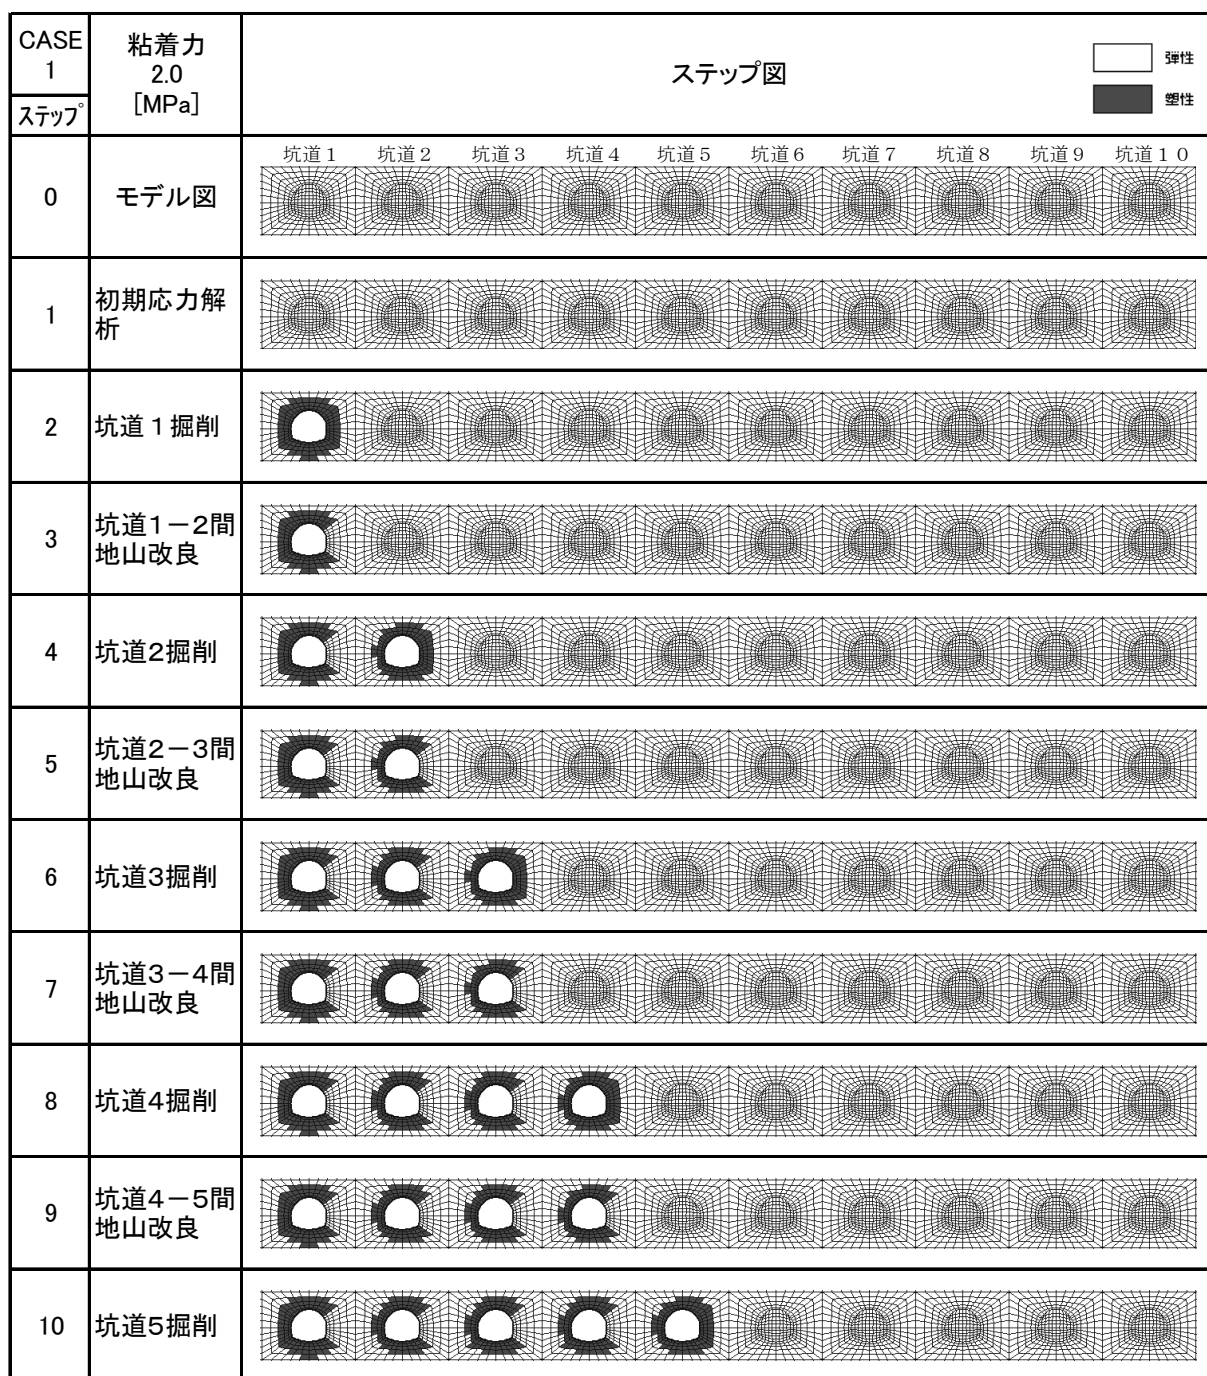 CASE
1
ステップ
粘着力
2.0
[MPa]
ステップ図
弾性
塑性
0
モデル図
坑道1 坑道2 坑道3 坑道4 坑道5 坑道6 坑道7 坑道8 坑道9 坑道10
1
初期応力解
析
2
坑道1掘削
3
坑道1-2間
地山改良
4
坑道2掘削
5
坑道2-3間
地山改良
6
坑道3掘削
7
坑道3-4間
地山改良
8
坑道4掘削
9
坑道4-5間
地山改良
10
坑道5掘削